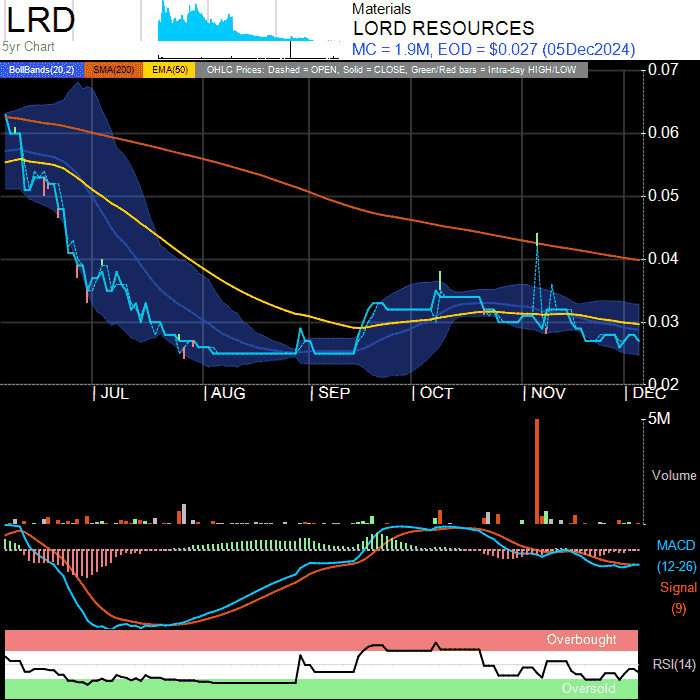 LRD
5yr Chart
Materials
LORD RESOURCES
MC = 1.9M, EOD = $0.027 (05Dec2024)
BollBands(20,2) SMA(200) EMA(50) OHLC Prices: Dashed = OPEN, Solid = CLOSE, Green/Red bars = Intra-day HIGH/LOW
0.07
0.06
0.05
0.04
0.03
0.02
JUL AUG SEP OCT NOV DEC
5M
Volume
MACD
(12-26)
Signal
(9)
Overbought
RSI(14)
Oversold